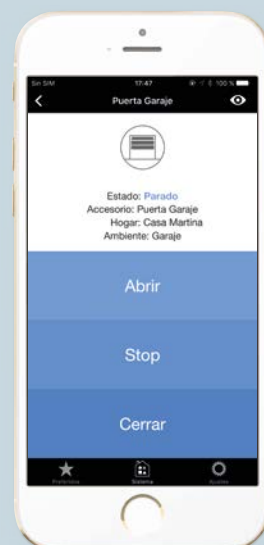 Sin SIM 17:47 100 %
Puerta Garaje
Estado: Parado
Accesorio: Puerta Garaje
Hogar: Casa Martina
Ambiente: Garaje
Abrir
Stop
Cerrar
Preferidos Sistema Ajustes